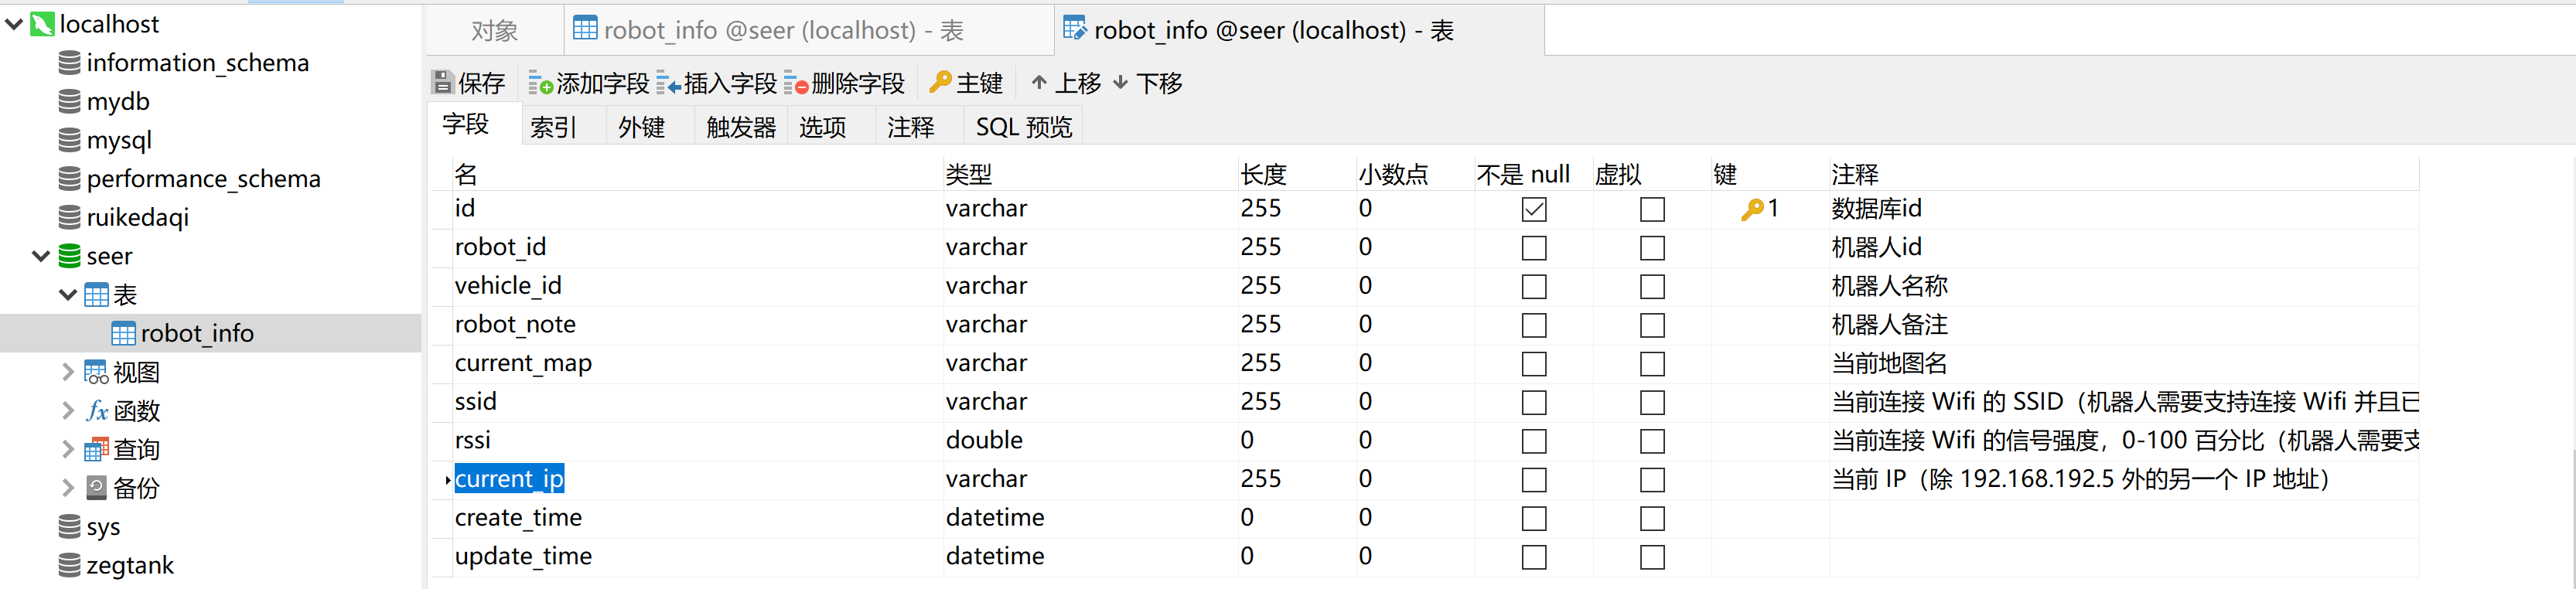 localhost
information_schema
mydb
mysql
performance_schema
ruikedaqi
seer
表
robot_info
视图
fx 函数
查询
备份
sys
zegtank
对象 robot_info @seer (localhost) - 表 robot_info @seer (localhost) - 表
保存 添加字段 插入字段 删除字段 主键 上移 下移
字段 索引 外键 触发器 选项 注释 SQL 预览
名 类型 长度 小数点 不是 null 虚拟 键 注释
id varchar 255 0 1 数据库id
robot_id varchar 255 0 机器人id
vehicle_id varchar 255 0 机器人名称
robot_note varchar 255 0 机器人备注
current_map varchar 255 0 当前地图名
ssid varchar 255 0 当前连接 Wifi 的 SSID（机器人需要支持连接 Wifi 并且已
rssi double 0 0 当前连接 Wifi 的信号强度，0-100 百分比（机器人需要支
current_ip varchar 255 0 当前 IP（除 192.168.192.5 外的另一个 IP 地址）
create_time datetime 0 0
update_time datetime 0 0